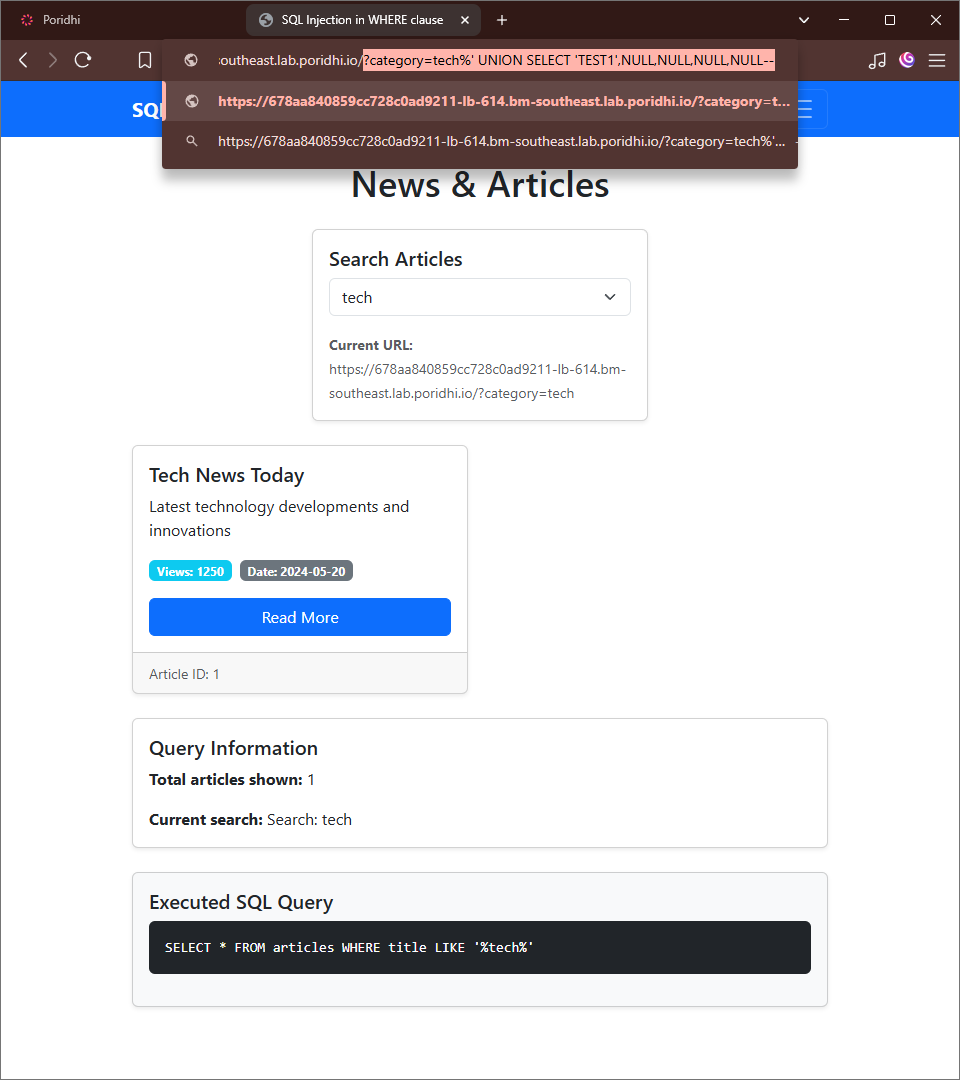 Poridhi
SQL Injection in WHERE clause
:outheast.lab.poridhi.io/?category=tech%' UNION SELECT 'TEST1',NULL,NULL,NULL,NULL--
https://678aa840859cc728c0ad9211-lb-614.bm-southeast.lab.poridhi.io/?category=t...
https://678aa840859cc728c0ad9211-lb-614.bm-southeast.lab.poridhi.io/?category=tech%'...
SQ
News & Articles
Search Articles
tech
Current URL:
https://678aa840859cc728c0ad9211-lb-614.bm-
southeast.lab.poridhi.io/?category=tech
Tech News Today
Latest technology developments and
innovations
Views: 1250 Date: 2024-05-20
Read More
Article ID: 1
Query Information
Total articles shown: 1
Current search: Search: tech
Executed SQL Query
SELECT * FROM articles WHERE title LIKE '%tech%'